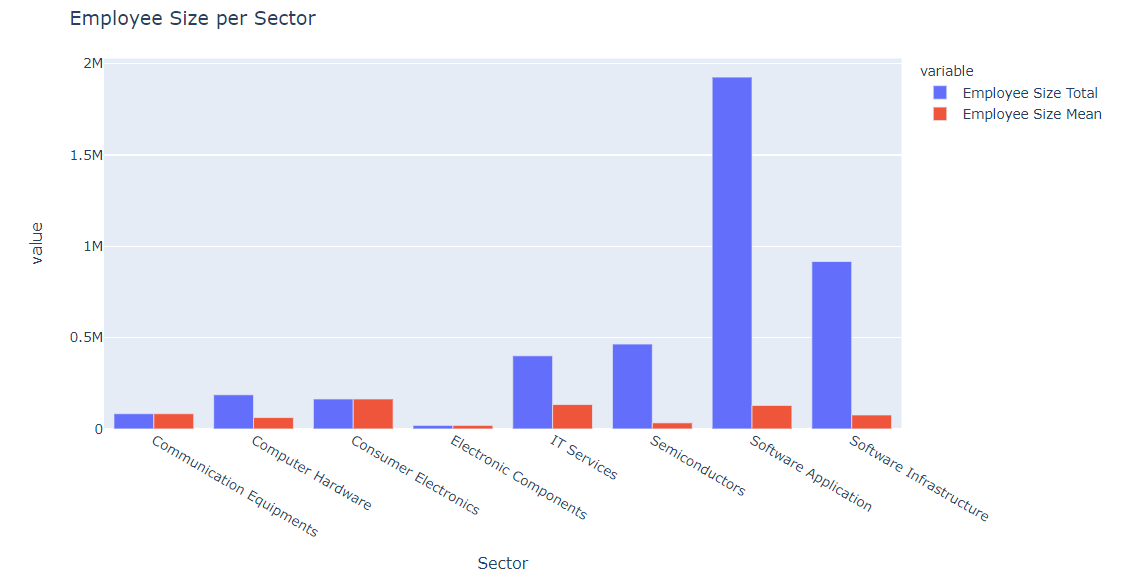 Employee Size per Sector
2M
1.5M
1M
0.5M
0
value
variable
Employee Size Total
Employee Size Mean
Communication Equipments
Computer Hardware
Consumer Electronics
Electronic Components
IT Services
Semiconductors
Software Application
Software Infrastructure
Sector